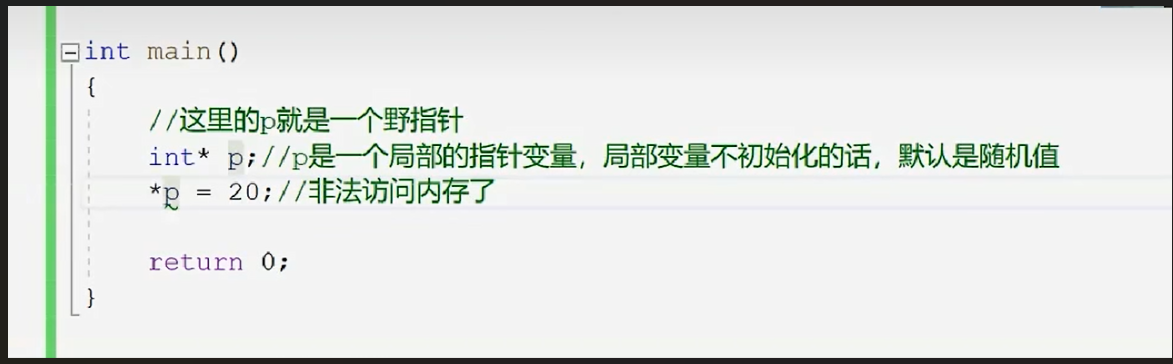 int main()
{
//这里的p就是一个野指针
int* p;//p是一个局部的指针变量，局部变量不初始化的话，默认是随机值
*p = 20;//非法访问内存了
return 0;
}